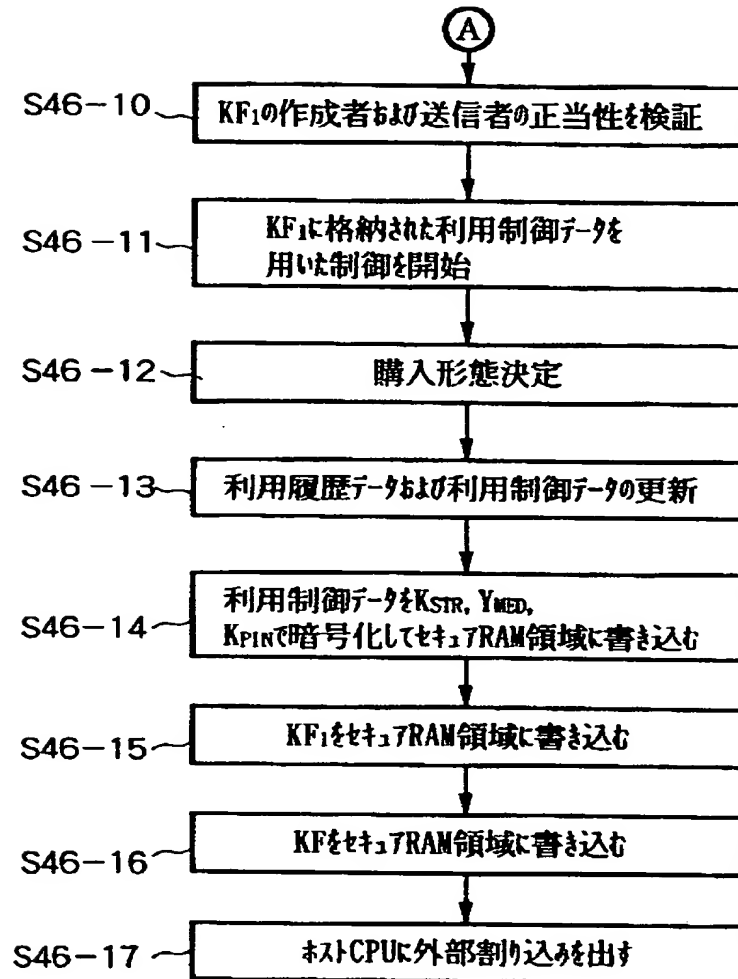 A
S46-10 KF1の作成者および送信者の正当性を検証
S46-11 KF1に格納された利用制御データを
用いた制御を開始
S46-12 購入形態決定
S46-13 利用履歴データおよび利用制御データの更新
S46-14 利用制御データをKSTR, YMED,
KPINで暗号化してセキュアRAM領域に書き込む
S46-15 KF1をセキュアRAM領域に書き込む
S46-16 KFをセキュアRAM領域に書き込む
S46-17 ホストCPUに外部割り込みを出す